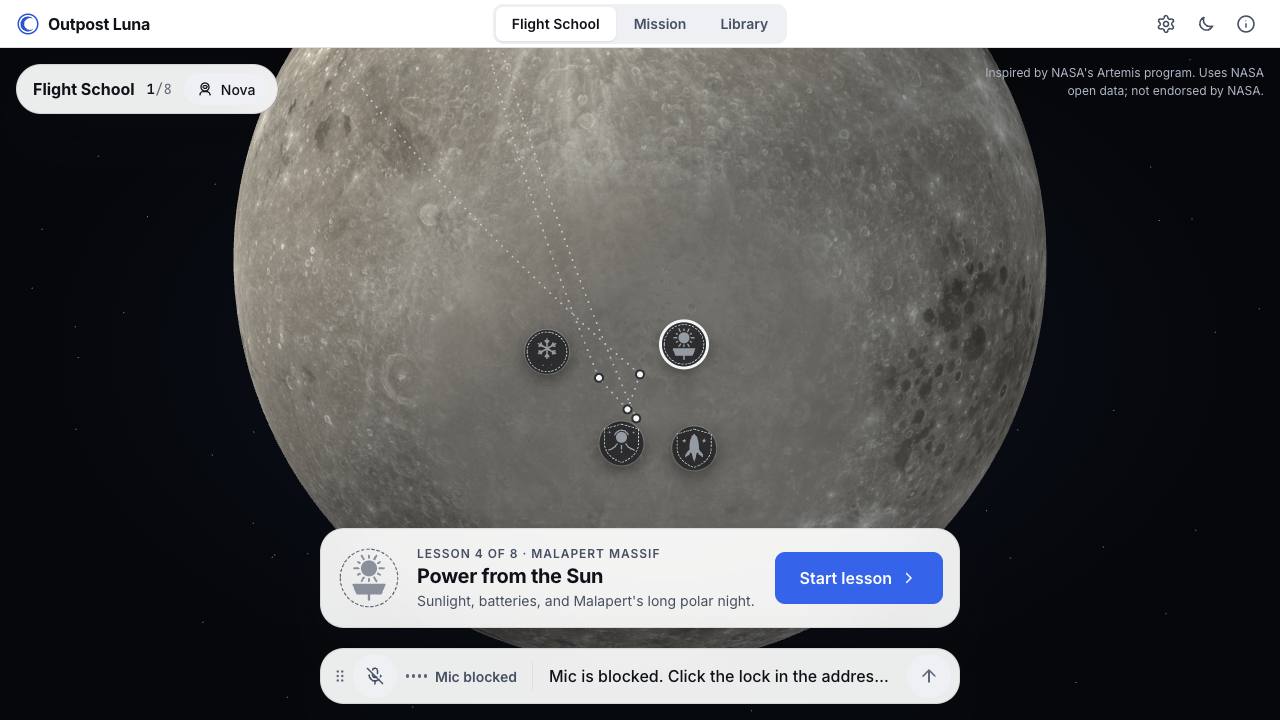 Outpost Luna
Flight School
Mission
Library
Flight School 1/8 Nova
Inspired by NASA's Artemis program. Uses NASA
open data; not endorsed by NASA.
LESSON 4 OF 8 · MALAPERT MASSIF
Power from the Sun
Sunlight, batteries, and Malapert's long polar night.
Start lesson
Mic blocked
Mic is blocked. Click the lock in the addres...